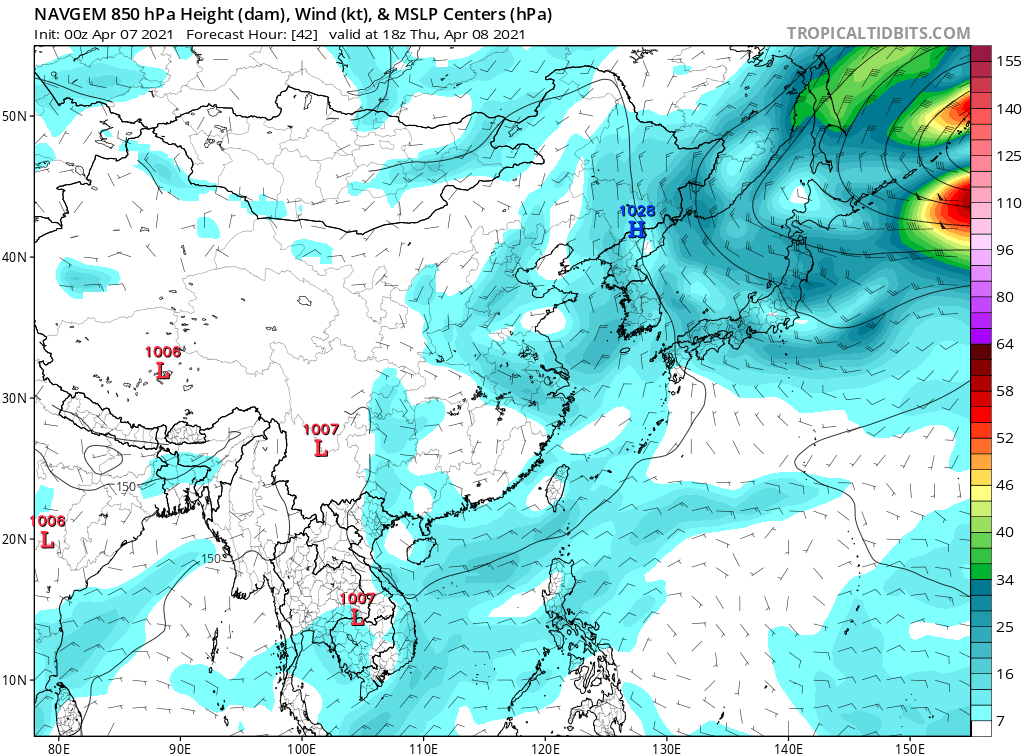 NAVGEM 850 hPa Height (dam), Wind (kt), & MSLP Centers (hPa)
Init: 00z Apr 07 2021 Forecast Hour: [42] valid at 18z Thu, Apr 08 2021
TROPICALTIDBITS.COM
155
140
125
110
96
80
64
58
52
46
40
34
25
16
7
50N
40N
30N
20N
10N
1028
H
1006
L
1007
L
150
1006
L
150
1007
L
80E
90E
100E
110E
120E
130E
140E
150E